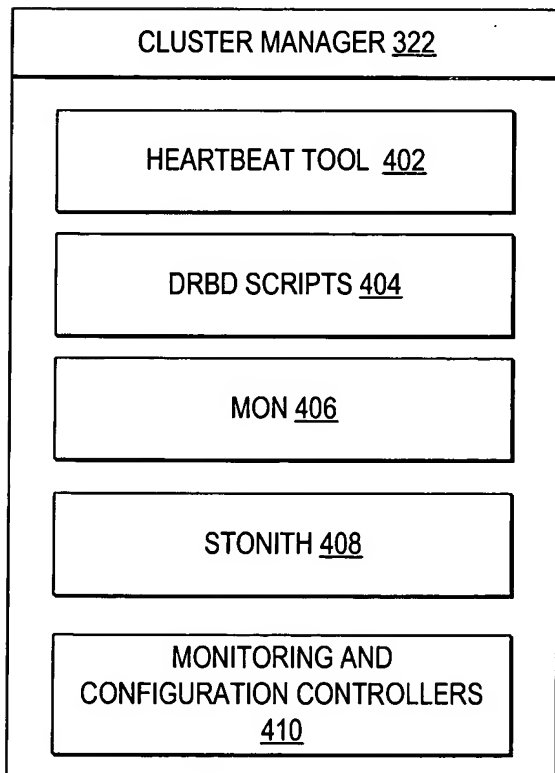 CLUSTER MANAGER 322
HEARTBEAT TOOL 402
DRBD SCRIPTS 404
MON 406
STONITH 408
MONITORING AND
CONFIGURATION CONTROLLERS
410